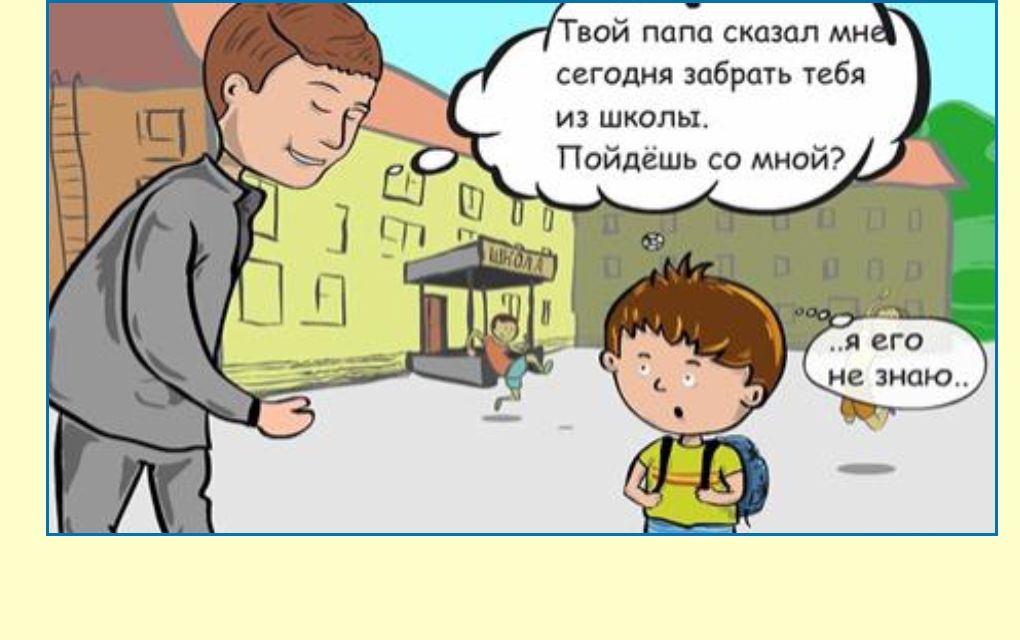 Твой папа сказал мне
сегодня забрать тебя
из школы.
Пойдёшь со мной?
ШКОЛА
..я его
не знаю..